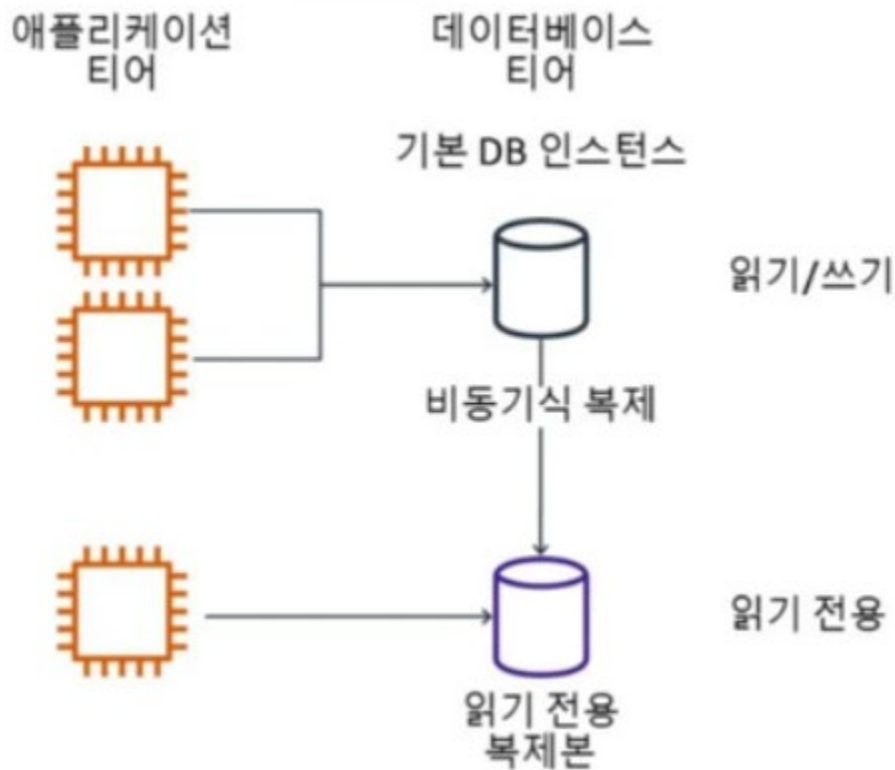 애플리케이션
티어
데이터베이스
티어
기본 DB 인스턴스
읽기/쓰기
비동기식 복제
읽기 전용
읽기 전용
복제본